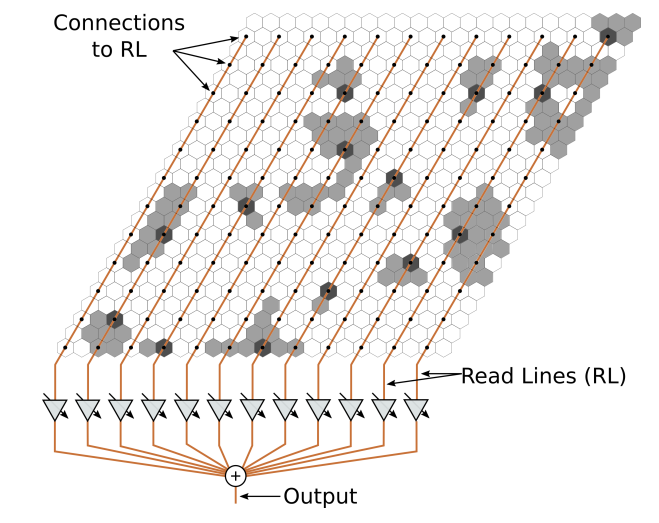 Connections
to RL
Read Lines (RL)
+
Output